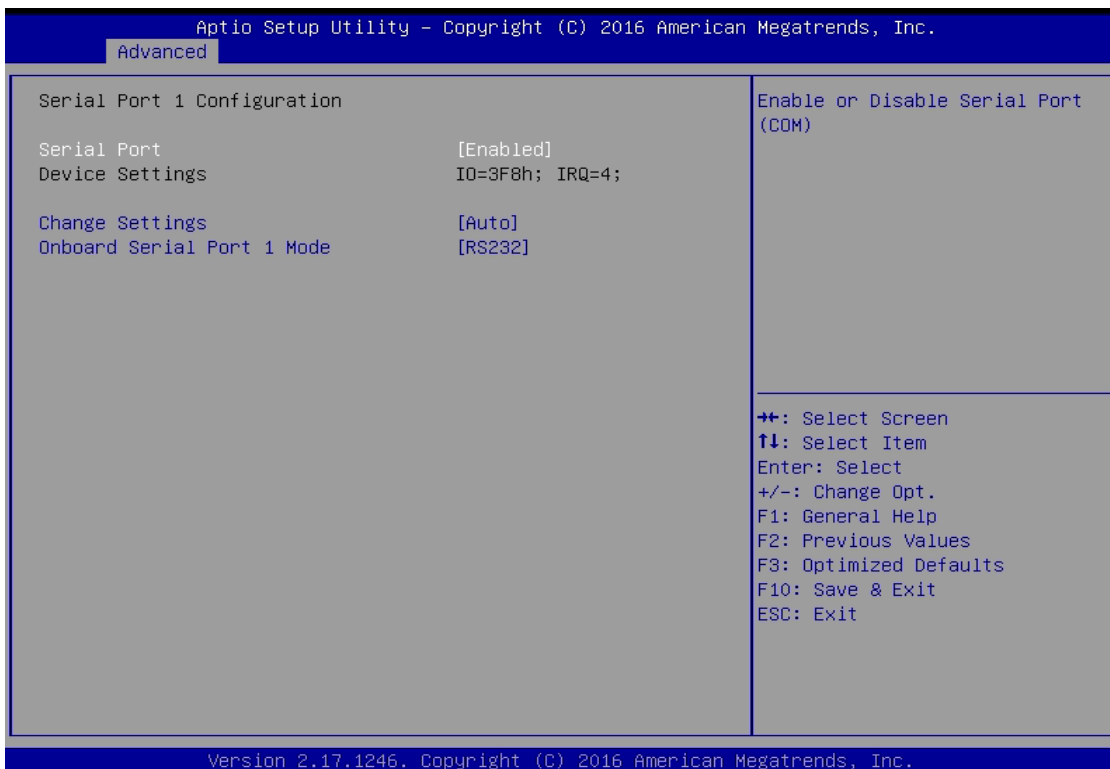 Aptio Setup Utility – Copyright (C) 2016 American Megatrends, Inc.
Advanced
Serial Port 1 Configuration
Serial Port [Enabled]
Device Settings IO=3F8h; IRQ=4;
Change Settings [Auto]
Onboard Serial Port 1 Mode [RS232]
Enable or Disable Serial Port
(COM)
→←: Select Screen
↑↓: Select Item
Enter: Select
+/-: Change Opt.
F1: General Help
F2: Previous Values
F3: Optimized Defaults
F10: Save & Exit
ESC: Exit
Version 2.17.1246. Copyright (C) 2016 American Megatrends, Inc.